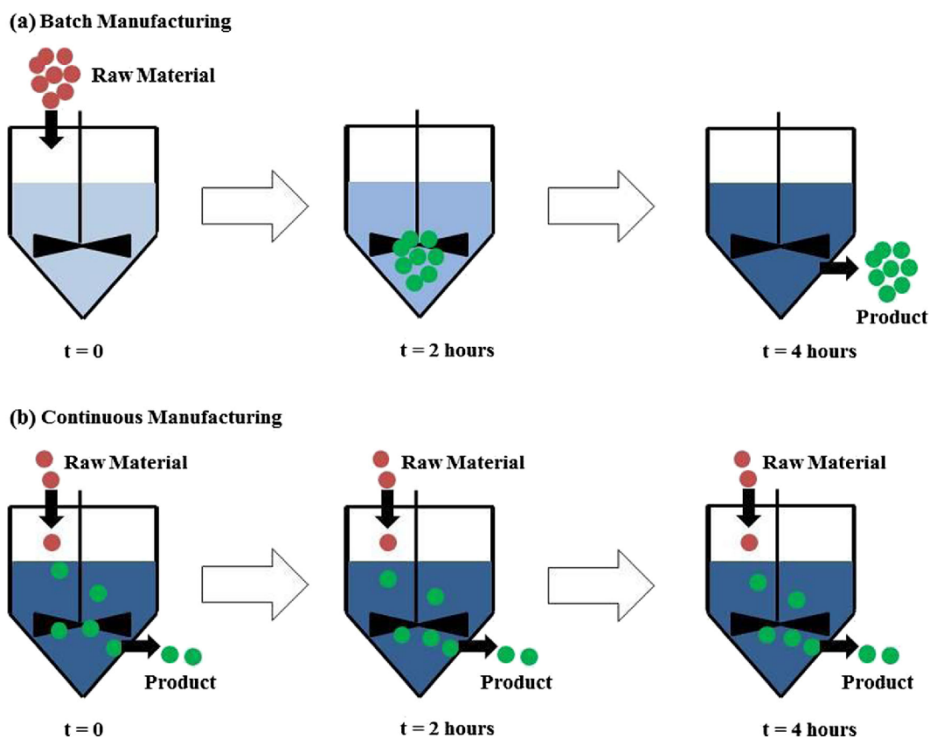 (a) Batch Manufacturing
Raw Material
Product
t = 0
t = 2 hours
t = 4 hours
(b) Continuous Manufacturing
Raw Material
Raw Material
Raw Material
Product
Product
Product
t = 0
t = 2 hours
t = 4 hours